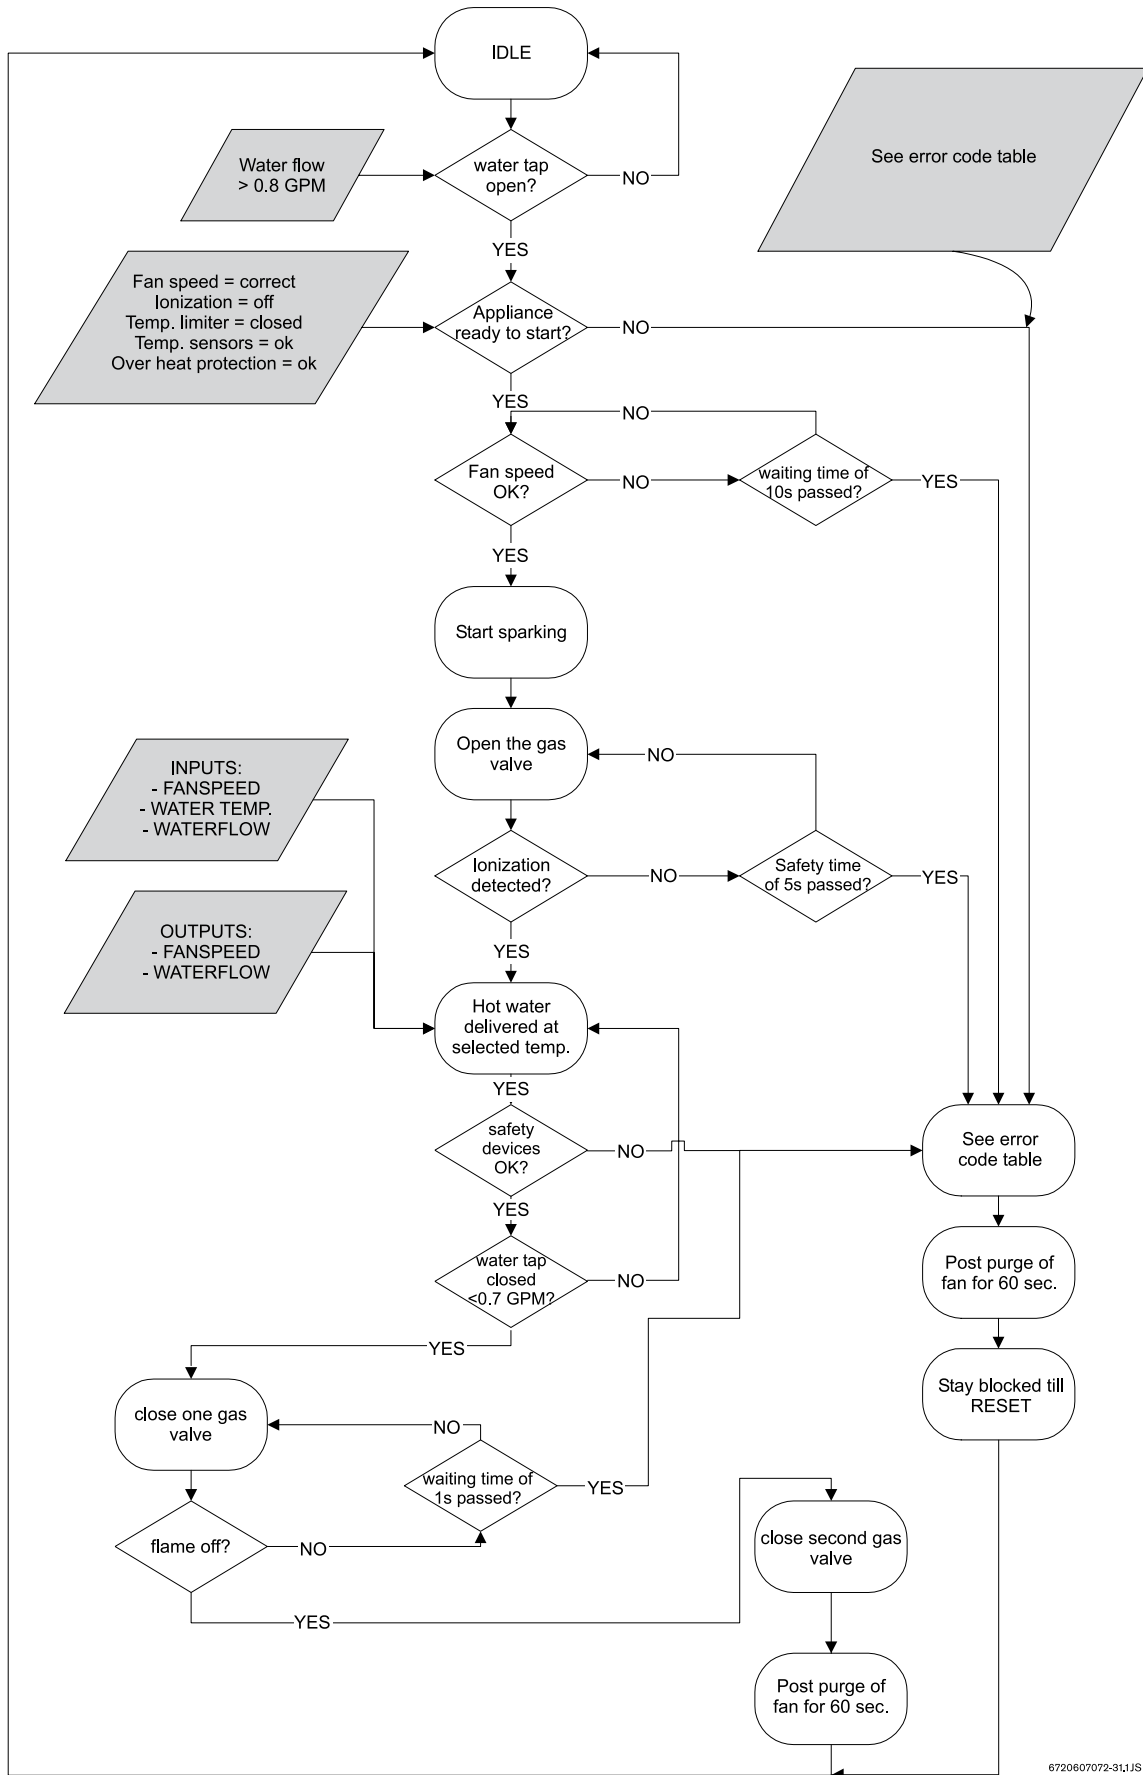 IDLE
Water flow
> 0.8 GPM
water tap
open?
NO
See error code table
YES
Fan speed = correct
Ionization = off
Temp. limiter = closed
Temp. sensors = ok
Over heat protection = ok
Appliance
ready to start?
NO
YES
NO
Fan speed
OK?
NO
waiting time of
10s passed?
YES
YES
Start sparking
Open the gas
valve
NO
INPUTS:
- FANSPEED
- WATER TEMP.
- WATERFLOW
Ionization
detected?
NO
Safety time
of 5s passed?
YES
OUTPUTS:
- FANSPEED
- WATERFLOW
YES
Hot water
delivered at
selected temp.
YES
safety
devices
OK?
NO
See error
code table
YES
water tap
closed
<0.7 GPM?
NO
Post purge of
fan for 60 sec.
YES
close one gas
valve
NO
Stay blocked till
RESET
waiting time of
1s passed?
YES
flame off?
NO
close second gas
valve
YES
Post purge of
fan for 60 sec.
6720607072-31.1JS